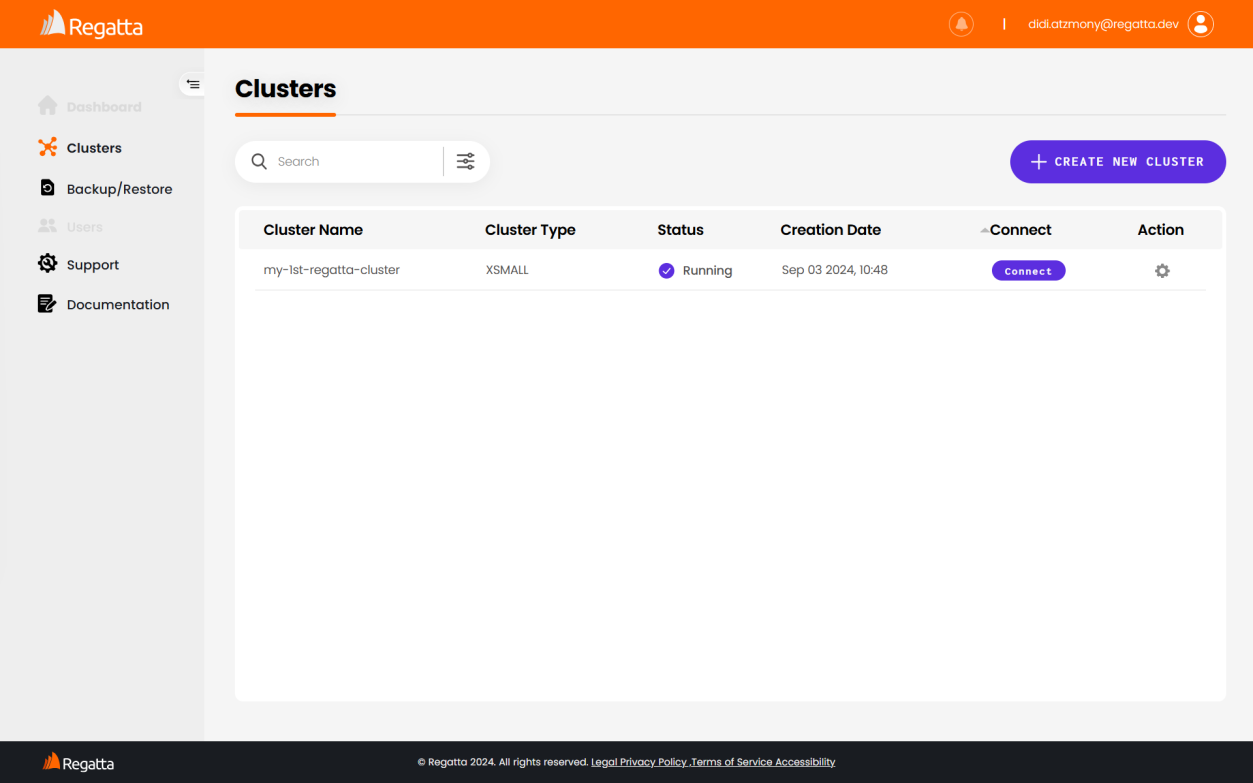 Regatta
didi.atzmony@regatta.dev
Dashboard
Clusters
Backup/Restore
Users
Support
Documentation
Clusters
Search
CREATE NEW CLUSTER
Cluster Name Cluster Type Status Creation Date Connect Action
my-1st-regatta-cluster XSMALL Running Sep 03 2024, 10:48 Connect
Regatta
© Regatta 2024. All rights reserved. Legal Privacy Policy .Terms of Service Accessibility